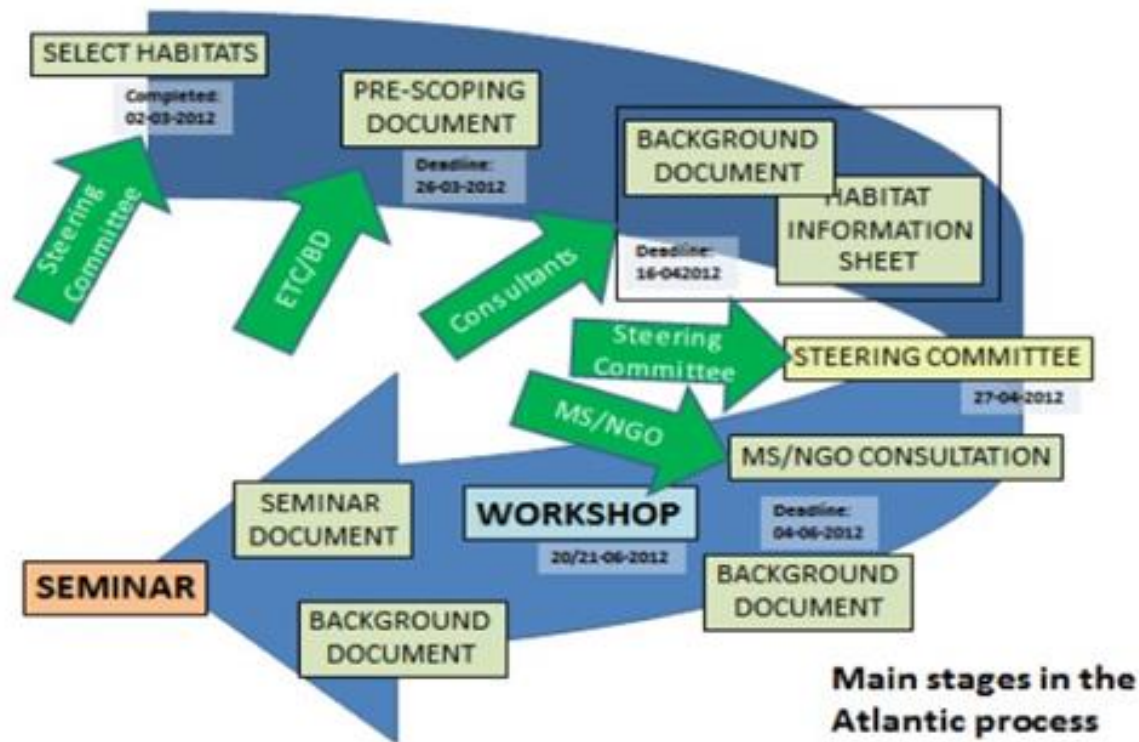 SELECT HABITATS
Completed:
02-03-2012
Steering
Committee
PRE-SCOPING
DOCUMENT
Deadline:
26-03-2012
ETC/BD
BACKGROUND
DOCUMENT
HABITAT
INFORMATION
SHEET
Deadline:
16-042012
Consultants
Steering
Committee
STEERING COMMITTEE
27-04-2012
MS/NGO
MS/NGO CONSULTATION
Deadline:
04-06-2012
BACKGROUND
DOCUMENT
WORKSHOP
20/21-06-2012
SEMINAR
DOCUMENT
BACKGROUND
DOCUMENT
SEMINAR
Main stages in the
Atlantic process